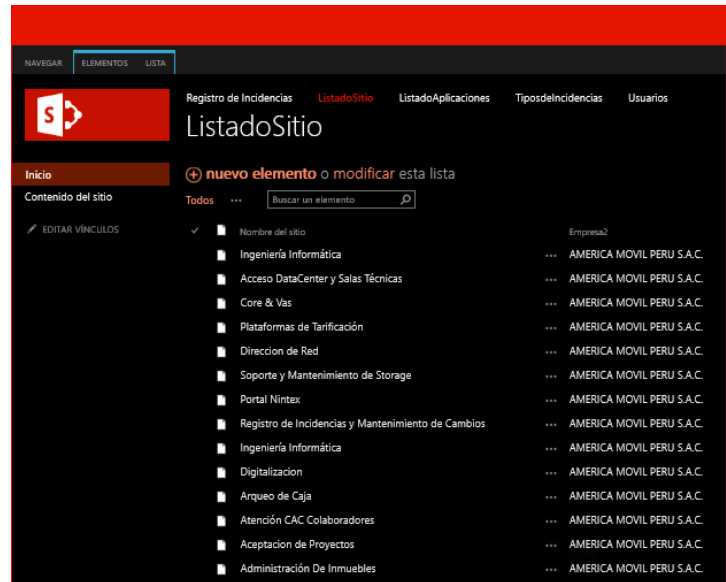 NAVEGAR ELEMENTOS LISTA
S
Registro de Incidencias ListadoSitio ListadoAplicaciones TiposdeIncidencias Usuarios
ListadoSitio
Inicio
Contenido del sitio
EDITAR VÍNCULOS
nuevo elemento o modificar esta lista
Todos ... Buscar un elemento
Nombre del sitio Empresa2
Ingeniería Informática ... AMERICA MOVIL PERU S.A.C.
Acceso DataCenter y Salas Técnicas ... AMERICA MOVIL PERU S.A.C.
Core & Vas ... AMERICA MOVIL PERU S.A.C.
Plataformas de Tarificación ... AMERICA MOVIL PERU S.A.C.
Direccion de Red ... AMERICA MOVIL PERU S.A.C.
Soporte y Mantenimiento de Storage ... AMERICA MOVIL PERU S.A.C.
Portal Nintex ... AMERICA MOVIL PERU S.A.C.
Registro de Incidencias y Mantenimiento de Cambios ... AMERICA MOVIL PERU S.A.C.
Ingeniería Informática ... AMERICA MOVIL PERU S.A.C.
Digitalizacion ... AMERICA MOVIL PERU S.A.C.
Arqueo de Caja ... AMERICA MOVIL PERU S.A.C.
Atención CAC Colaboradores ... AMERICA MOVIL PERU S.A.C.
Aceptacion de Proyectos ... AMERICA MOVIL PERU S.A.C.
Administración De Inmuebles ... AMERICA MOVIL PERU S.A.C.